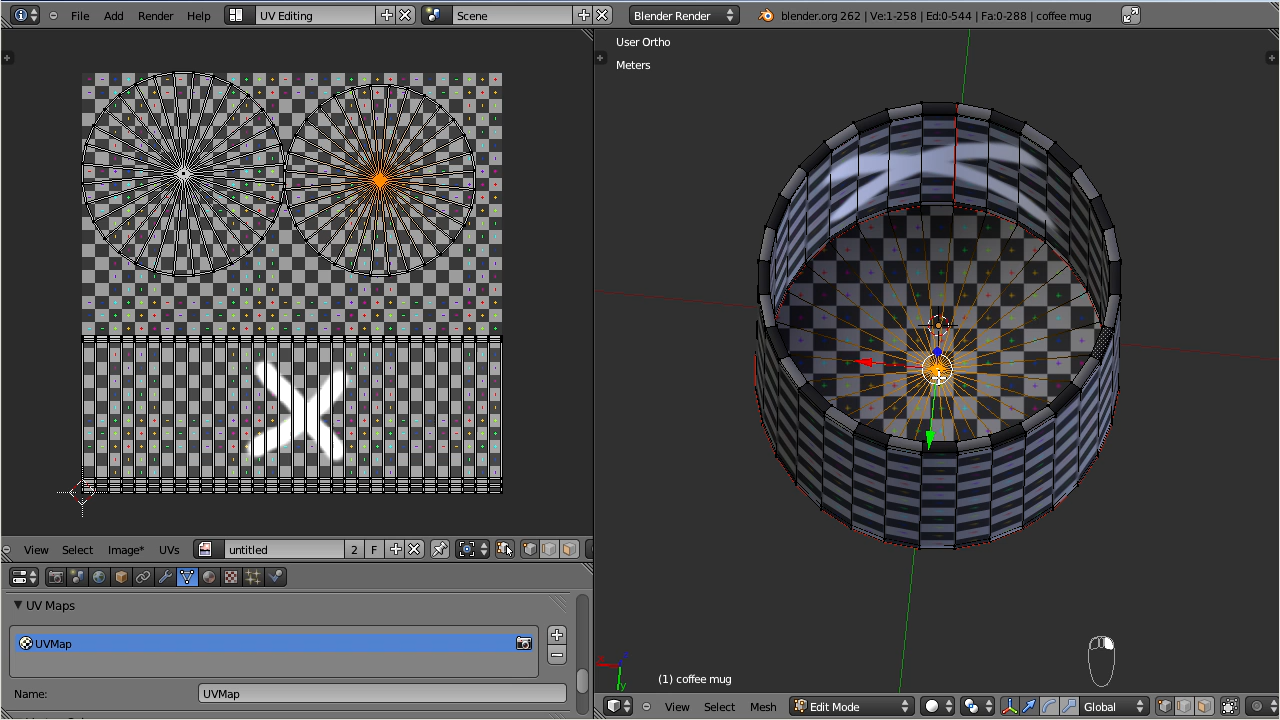 File Add Render Help UV Editing Scene Blender Render blender.org 262 | Ve:1-258 | Ed:0-544 | Fa:0-288 | coffee mug
User Ortho
Meters
View Select Image* UVs untitled 2 F
UV Maps
UVMap
Name: UVMap
(1) coffee mug
View Select Mesh Edit Mode Global